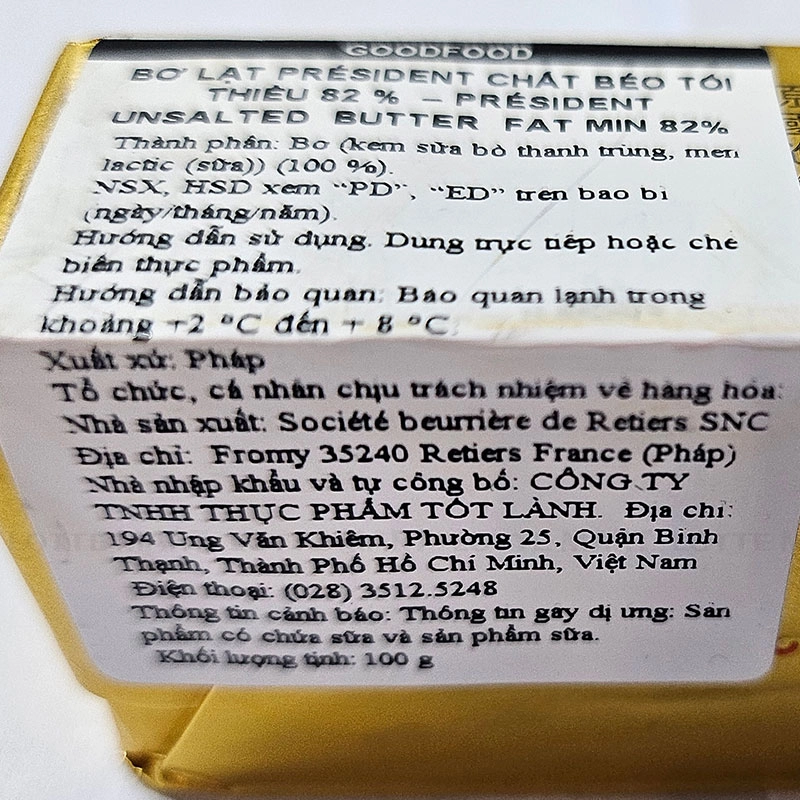 GOODFOOD
BƠ LẠT PRÉSIDENT CHẤT BÉO TỐI
THIỂU 82 % – PRÉSIDENT
UNSALTED BUTTER FAT MIN 82%
Thành phần: Bơ (kem sữa bò thanh trùng, men
lactic (sữa)) (100 %).
NSX, HSD xem “PD”, “ED” trên bao bì
(ngày/tháng/năm).
Hướng dẫn sử dụng: Dùng trực tiếp hoặc chế
biến thực phẩm.
Hướng dẫn bảo quản: Bảo quản lạnh trong
khoảng +2 °C đến + 8 °C.
Xuất xứ: Pháp
Tổ chức, cá nhân chịu trách nhiệm về hàng hóa:
Nhà sản xuất: Société beurrière de Retiers SNC
Địa chỉ: Fromy 35240 Retiers France (Pháp)
Nhà nhập khẩu và tự công bố: CÔNG TY
TNHH THỰC PHẨM TỐT LÀNH. Địa chỉ:
194 Ung Văn Khiêm, Phường 25, Quận Bình
Thạnh, Thành Phố Hồ Chí Minh, Việt Nam
Điện thoại: (028) 3512.5248
Thông tin cảnh báo: Thông tin gây dị ứng: Sản
phẩm có chứa sữa và sản phẩm sữa.
Khối lượng tịnh: 100 g